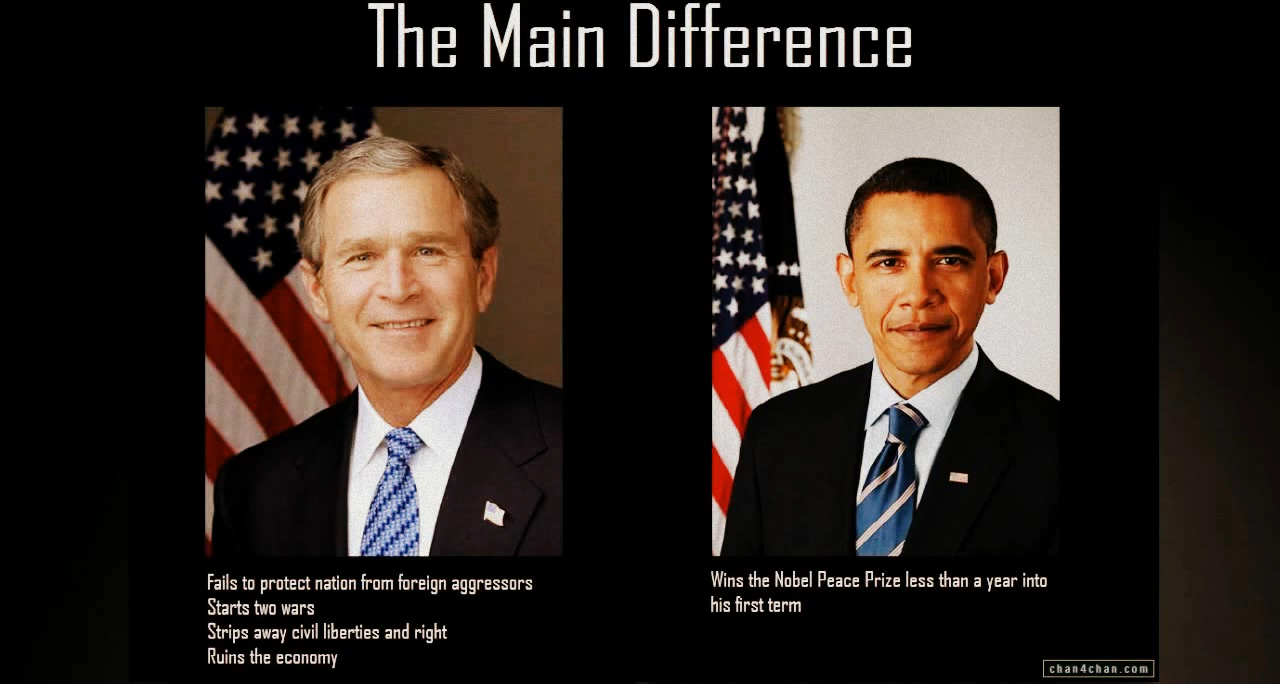 The Main Difference
Fails to protect nation from foreign aggressors
Starts two wars
Strips away civil liberties and right
Ruins the economy
Wins the Nobel Peace Prize less than a year into
his first term
chan4chan.com